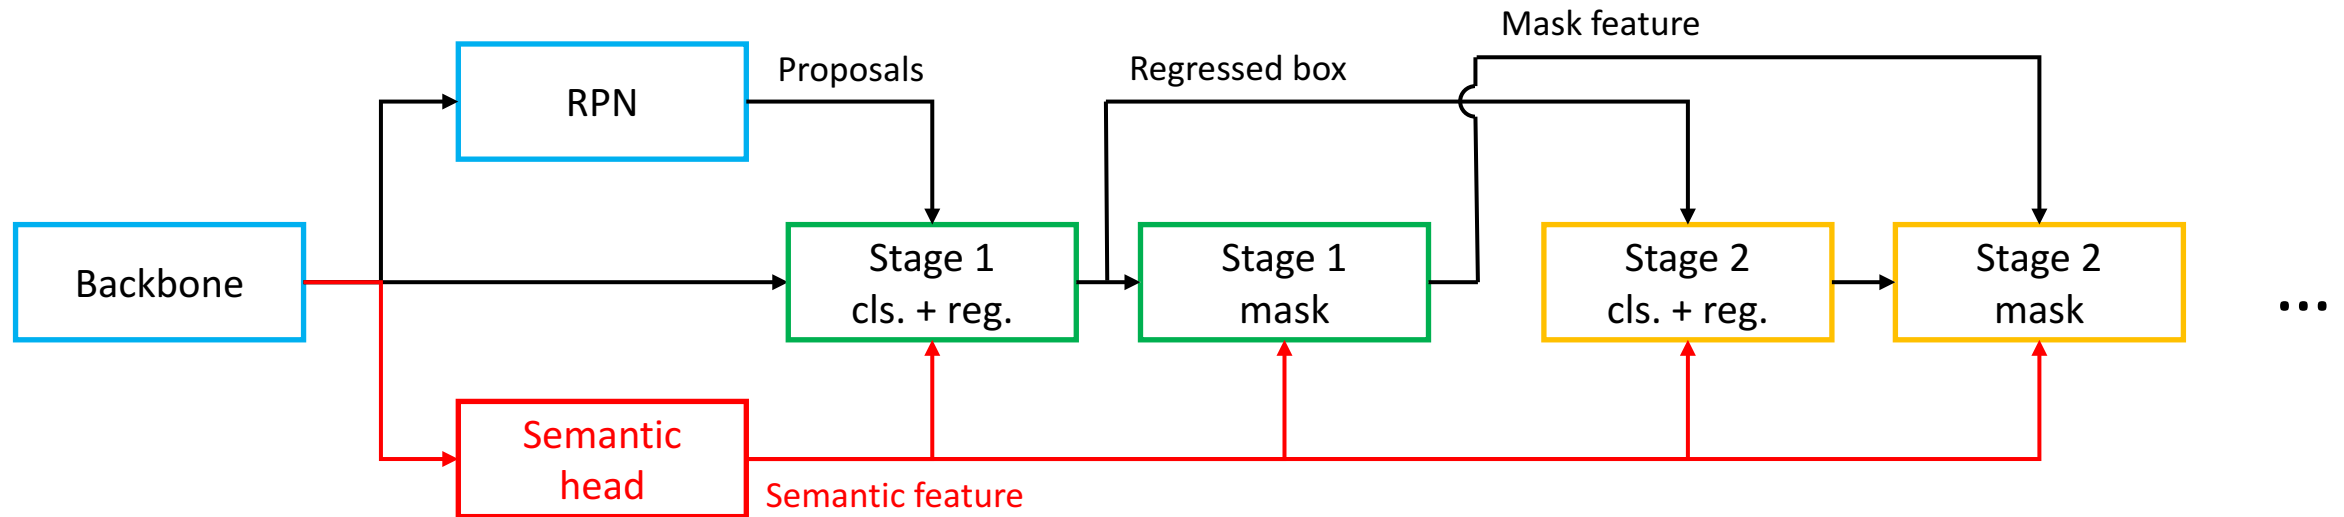 Mask feature
Proposals
Regressed box
RPN
Backbone
Stage 1
cls. + reg.
Stage 1
mask
Stage 2
cls. + reg.
Stage 2
mask
...
Semantic
head
Semantic feature